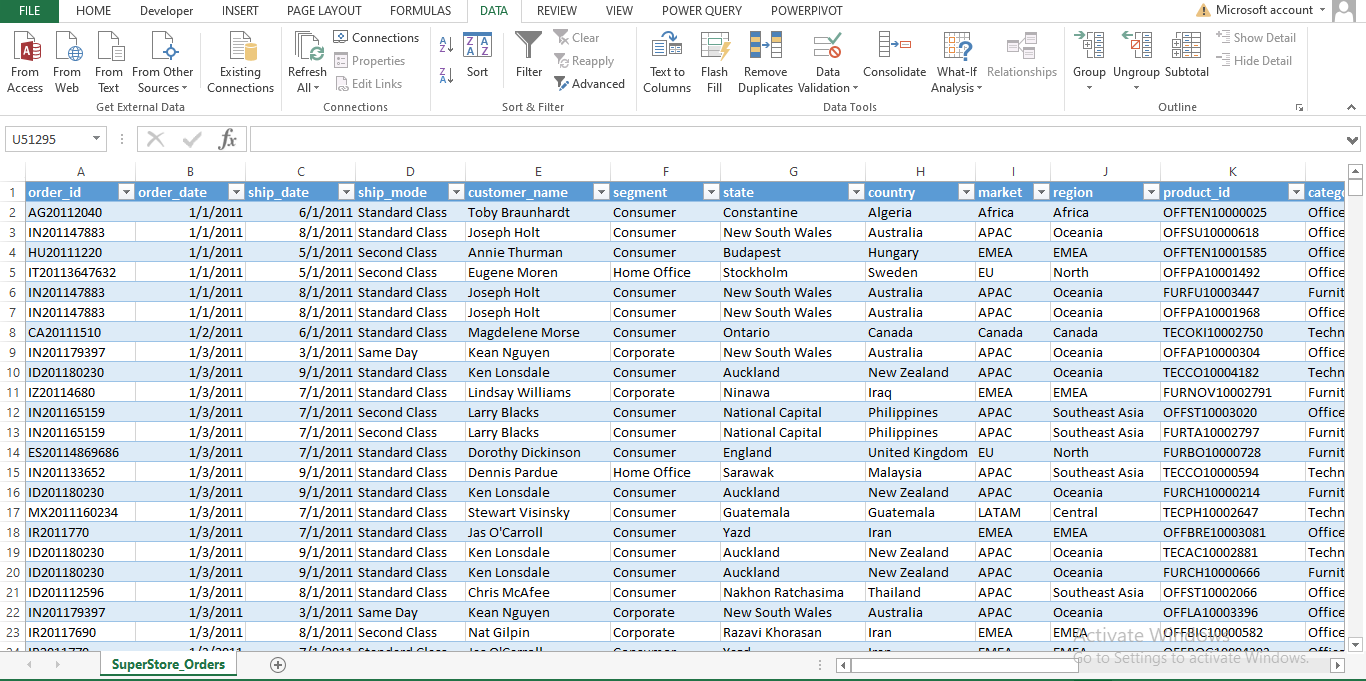 FILE HOME Developer INSERT PAGE LAYOUT FORMULAS DATA REVIEW VIEW POWER QUERY POWERPIVOT Microsoft account
From Access From Web From Text From Other Sources Existing Connections Refresh All Connections Properties Edit Links Sort Filter Clear Reapply Advanced Text to Columns Flash Fill Remove Duplicates Data Validation Consolidate What-If Analysis Relationships Group Ungroup Subtotal Show Detail Hide Detail
Get External Data Connections Sort & Filter Data Tools Outline
U51295 fx
A B C D E F G H I J K
1 order_id order_date ship_date ship_mode customer_name segment state country market region product_id categ
2 AG20112040 1/1/2011 6/1/2011 Standard Class Toby Braunhardt Consumer Constantine Algeria Africa Africa OFFTEN10000025 Office
3 IN201147883 1/1/2011 8/1/2011 Standard Class Joseph Holt Consumer New South Wales Australia APAC Oceania OFFSU10000618 Office
4 HU20111220 1/1/2011 5/1/2011 Second Class Annie Thurman Consumer Budapest Hungary EMEA EMEA OFFTEN10001585 Office
5 IT20113647632 1/1/2011 5/1/2011 Second Class Eugene Moren Home Office Stockholm Sweden EU North OFFPA10001492 Office
6 IN201147883 1/1/2011 8/1/2011 Standard Class Joseph Holt Consumer New South Wales Australia APAC Oceania FURFU10003447 Furnit
7 IN201147883 1/1/2011 8/1/2011 Standard Class Joseph Holt Consumer New South Wales Australia APAC Oceania OFFPA10001968 Office
8 CA20111510 1/2/2011 6/1/2011 Standard Class Magdelene Morse Consumer Ontario Canada Canada Canada TECOKI10002750 Techn
9 IN201179397 1/3/2011 3/1/2011 Same Day Kean Nguyen Corporate New South Wales Australia APAC Oceania OFFAP10000304 Office
10 ID201180230 1/3/2011 9/1/2011 Standard Class Ken Lonsdale Consumer Auckland New Zealand APAC Oceania TECCO10004182 Techn
11 IZ20114680 1/3/2011 7/1/2011 Standard Class Lindsay Williams Corporate Ninawa Iraq EMEA EMEA FURNOV10002791 Furnit
12 IN201165159 1/3/2011 7/1/2011 Second Class Larry Blacks Consumer National Capital Philippines APAC Southeast Asia OFFST10003020 Office
13 IN201165159 1/3/2011 7/1/2011 Second Class Larry Blacks Consumer National Capital Philippines APAC Southeast Asia FURTA10002797 Furnit
14 ES20114869686 1/3/2011 7/1/2011 Standard Class Dorothy Dickinson Consumer England United Kingdom EU North FURBO10000728 Furnit
15 IN201133652 1/3/2011 9/1/2011 Standard Class Dennis Pardue Home Office Sarawak Malaysia APAC Southeast Asia TECCO10000594 Techn
16 ID201180230 1/3/2011 9/1/2011 Standard Class Ken Lonsdale Consumer Auckland New Zealand APAC Oceania FURCH10000214 Furnit
17 MX2011160234 1/3/2011 7/1/2011 Standard Class Stewart Visinsky Consumer Guatemala Guatemala LATAM Central TECPH10002647 Techn
18 IR2011770 1/3/2011 7/1/2011 Standard Class Jas O'Carroll Consumer Yazd Iran EMEA EMEA OFFBRE10003081 Office
19 ID201180230 1/3/2011 9/1/2011 Standard Class Ken Lonsdale Consumer Auckland New Zealand APAC Oceania TECAC10002881 Techn
20 ID201180230 1/3/2011 9/1/2011 Standard Class Ken Lonsdale Consumer Auckland New Zealand APAC Oceania FURCH10000666 Furnit
21 ID201112596 1/3/2011 8/1/2011 Standard Class Chris McAfee Consumer Nakhon Ratchasima Thailand APAC Southeast Asia OFFST10002066 Office
22 IN201179397 1/3/2011 3/1/2011 Same Day Kean Nguyen Corporate New South Wales Australia APAC Oceania OFFLA10003396 Office
23 IR20117690 1/3/2011 8/1/2011 Second Class Nat Gilpin Corporate Razavi Khorasan Iran EMEA EMEA OFFBIC10000582 Office
Activate Windows
Go to Settings to activate Windows.
SuperStore_Orders